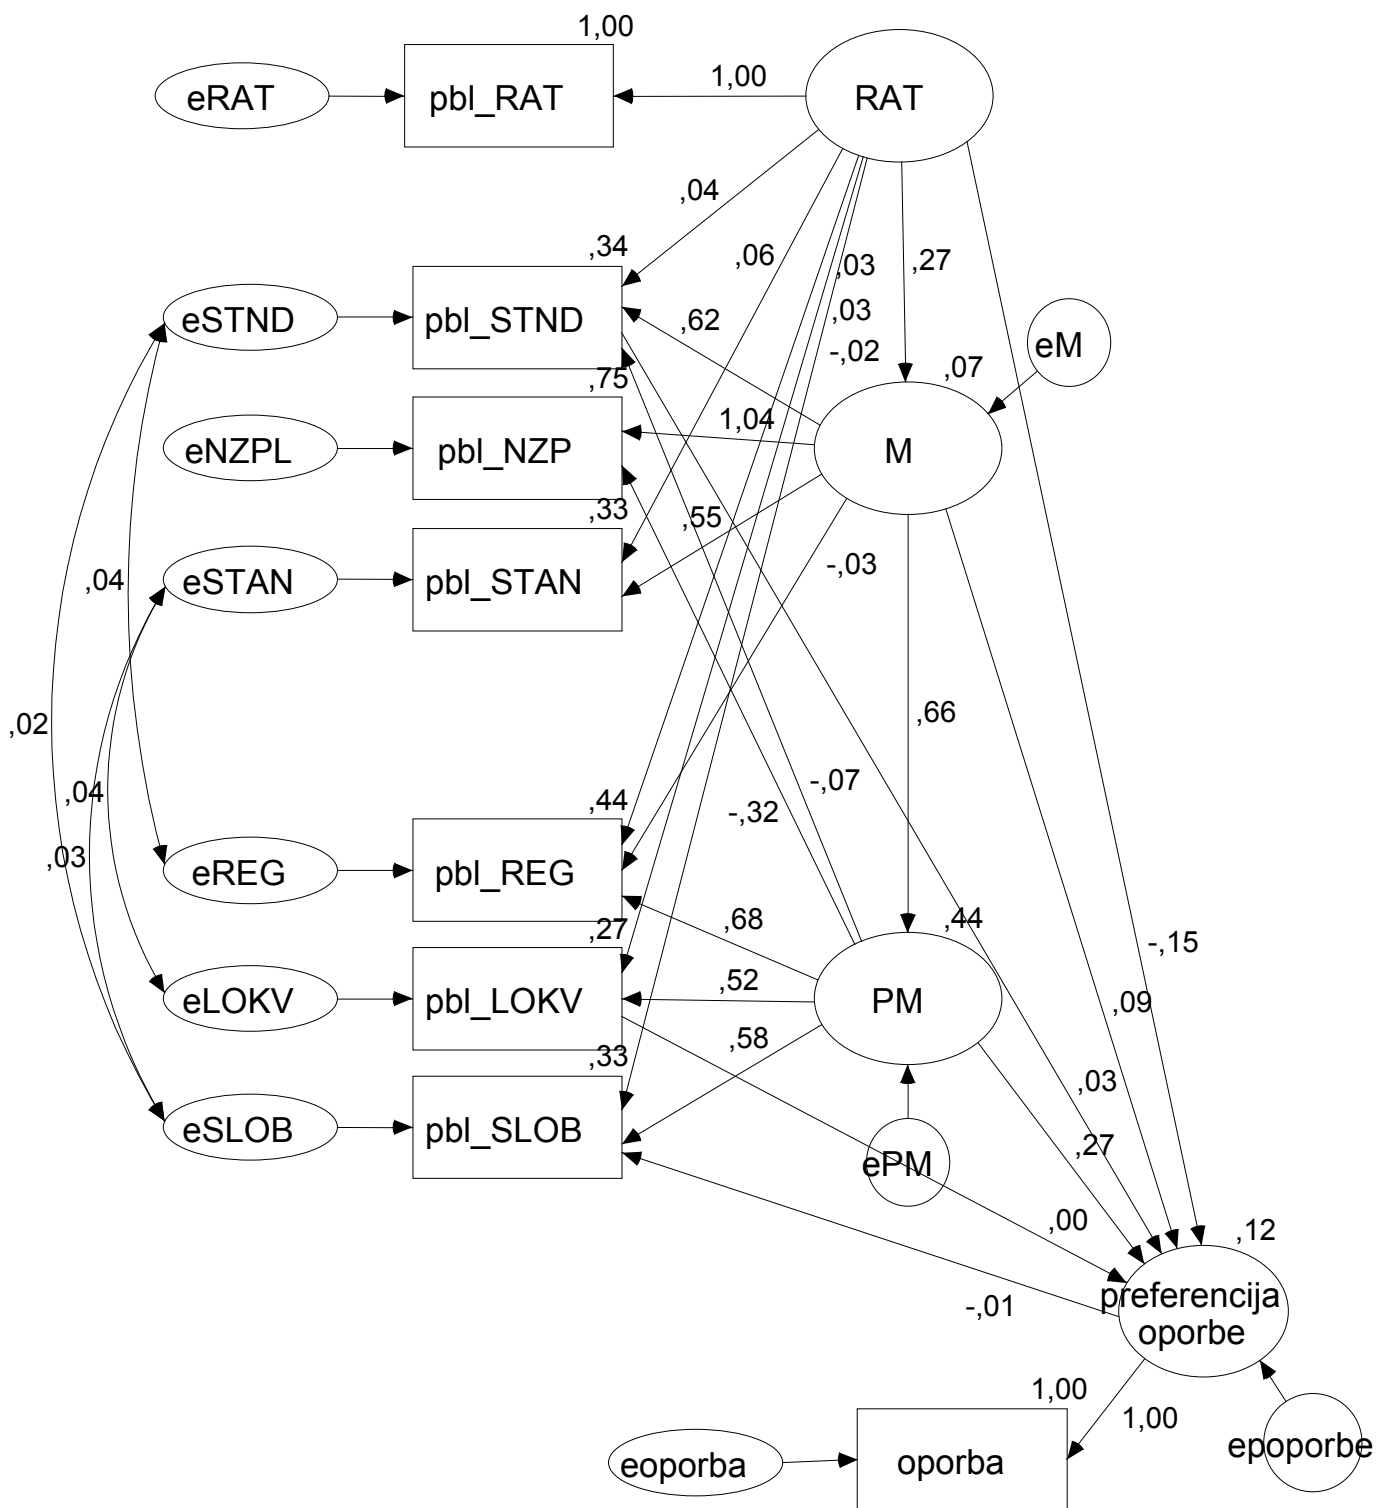 1,00
eRAT
pbl_RAT
1,00
RAT
,04
,34
,06
,03
,27
eSTND
pbl_STND
,62
,03
-,02
eM
,75
,07
eNZPL
pbl_NZP
1,04
M
,33
,55
-,03
,04
eSTAN
pbl_STAN
,02
,66
,04
-,07
,03
,44
-,32
eREG
pbl_REG
,27
,68
,44
-,15
eLOKV
pbl_LOKV
,52
PM
,09
,33
,58
,03
eSLOB
pbl_SLOB
ePM
,27
,00
,12
-,01
preferencija
oporbe
1,00
1,00
eoporba
oporba
epoporbe